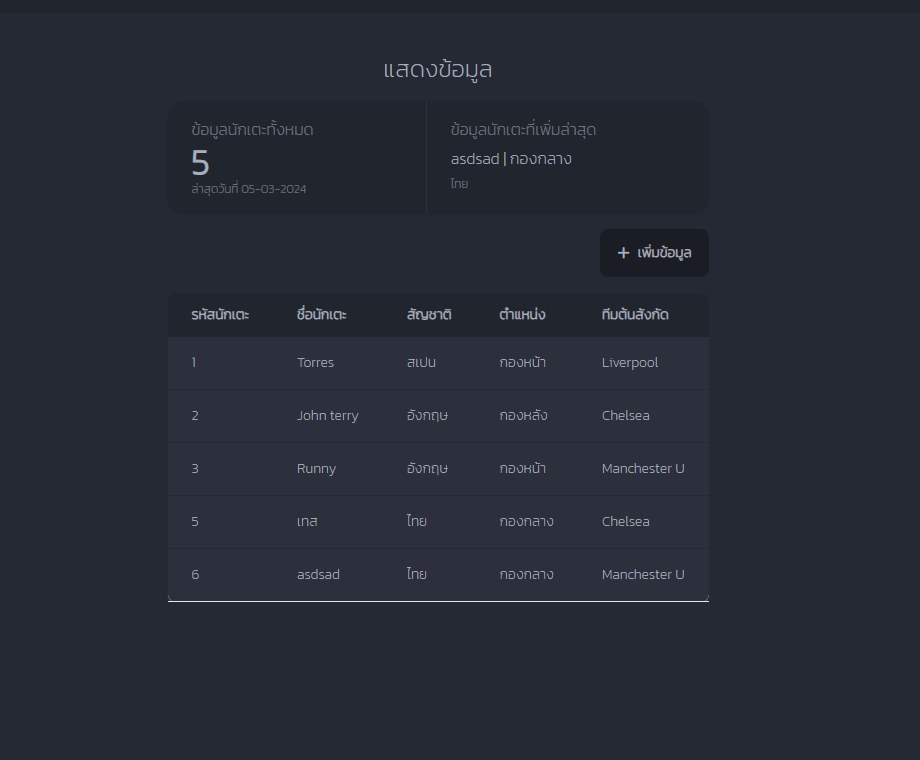 แสดงข้อมูล
ข้อมูลนักเตะทั้งหมด
5
ล่าสุดวันที่ 05-03-2024
ข้อมูลนักเตะที่เพิ่มล่าสุด
asdsad | กองกลาง
ไทย
+ เพิ่มข้อมูล
รหัสนักเตะ ชื่อนักเตะ สัญชาติ ตำแหน่ง ทีมต้นสังกัด
1 Torres สเปน กองหน้า Liverpool
2 John terry อังกฤษ กองหลัง Chelsea
3 Runny อังกฤษ กองหน้า Manchester U
5 เทส ไทย กองกลาง Chelsea
6 asdsad ไทย กองกลาง Manchester U